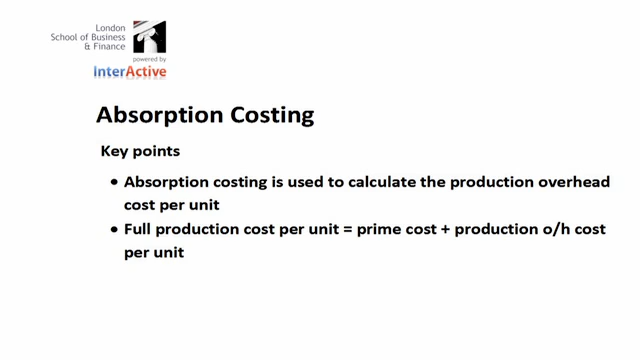 London
School of Business
& Finance
powered by
InterActive
Absorption Costing
Key points
• Absorption costing is used to calculate the production overhead
cost per unit
• Full production cost per unit = prime cost + production o/h cost
per unit